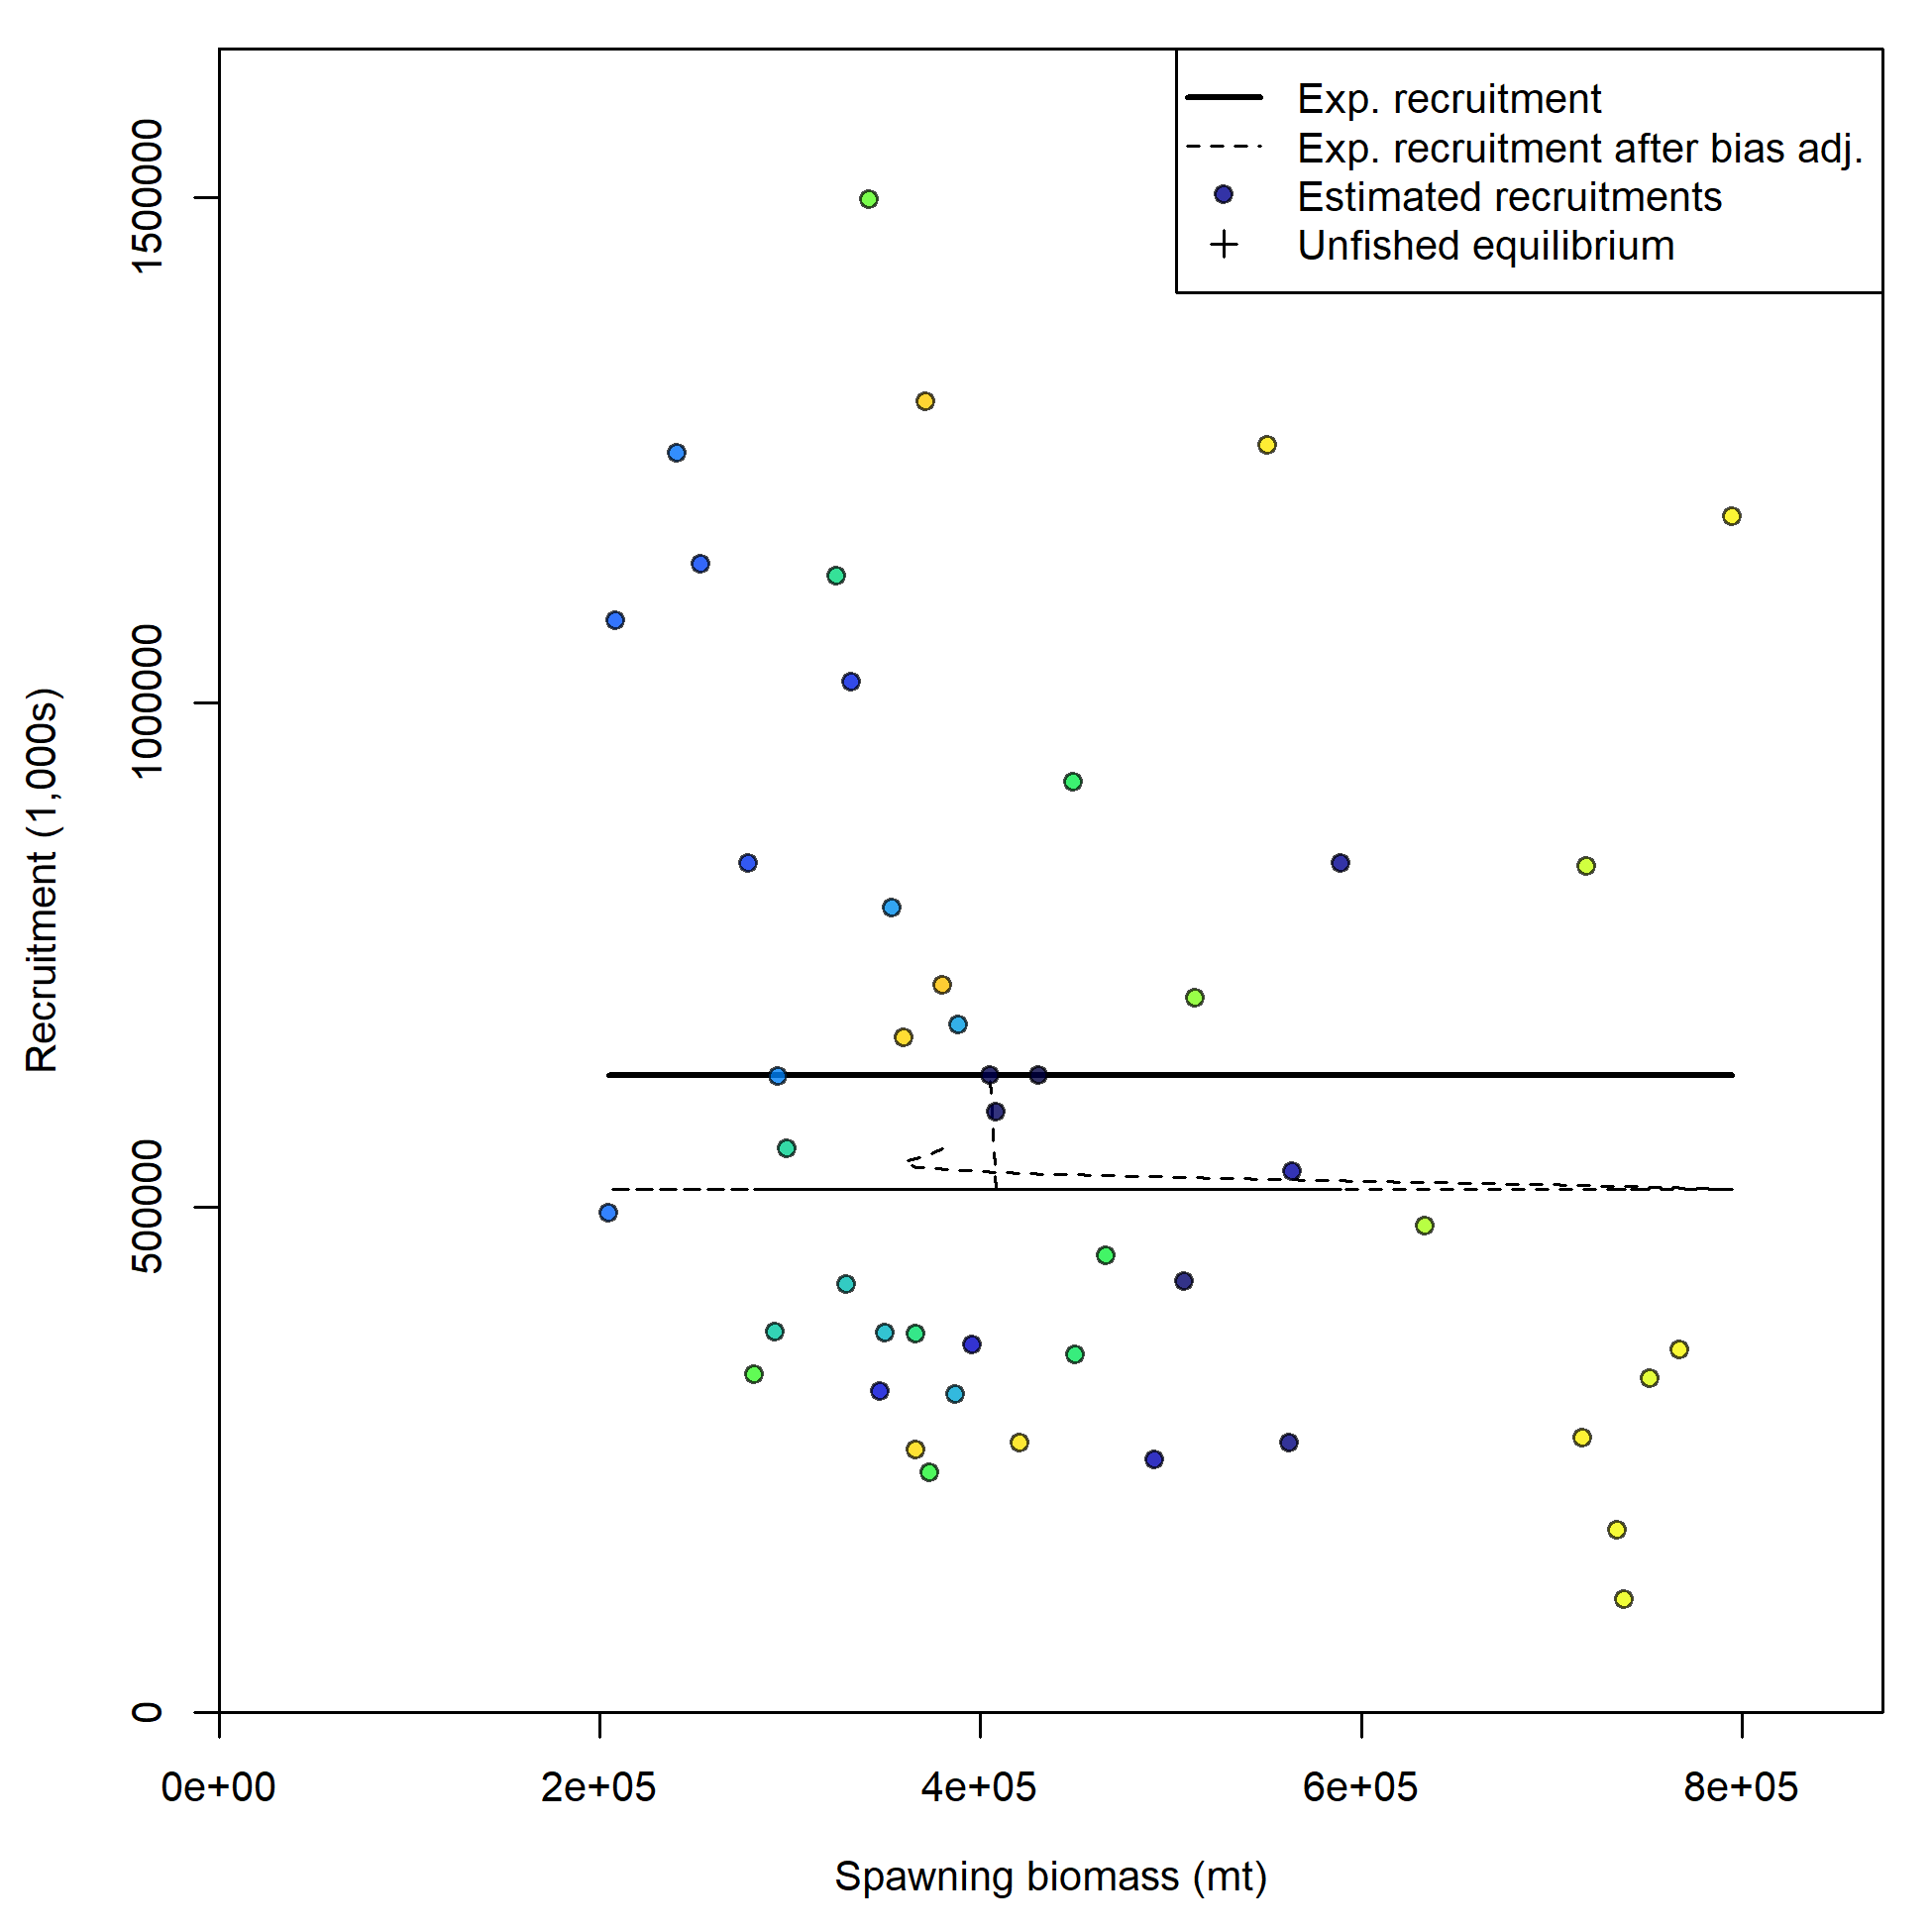 Exp. recruitment
Exp. recruitment after bias adj.
Estimated recruitments
Unfished equilibrium
1500000
1000000
500000
0
Recruitment (1,000s)
0e+00 2e+05 4e+05 6e+05 8e+05
Spawning biomass (mt)